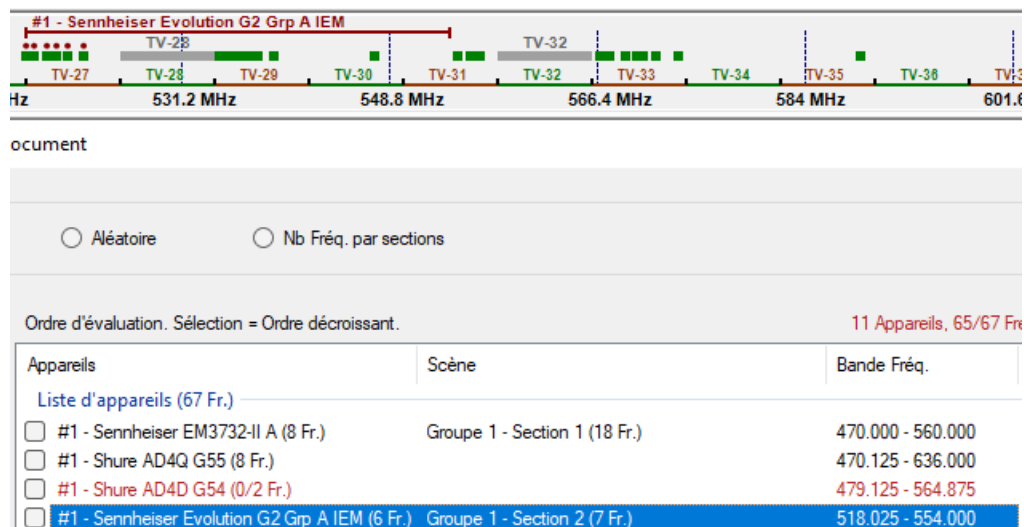 #1 - Sennheiser Evolution G2 Grp A IEM
TV-28 TV-32
TV-27 TV-28 TV-29 TV-30 TV-31 TV-32 TV-33 TV-34 TV-35 TV-36
Hz 531.2 MHz 548.8 MHz 566.4 MHz 584 MHz 601.6
ocument
Aléatoire Nb Fréq. par sections
Ordre d'évaluation. Sélection = Ordre décroissant. 11 Appareils, 65/67 Fre
Appareils Scène Bande Fréq.
Liste d'appareils (67 Fr.)
#1 - Sennheiser EM3732-II A (8 Fr.) Groupe 1 - Section 1 (18 Fr.) 470.000 - 560.000
#1 - Shure AD4Q G55 (8 Fr.) 470.125 - 636.000
#1 - Shure AD4D G54 (0/2 Fr.) 479.125 - 564.875
#1 - Sennheiser Evolution G2 Grp A IEM (6 Fr.) Groupe 1 - Section 2 (7 Fr.) 518.025 - 554.000